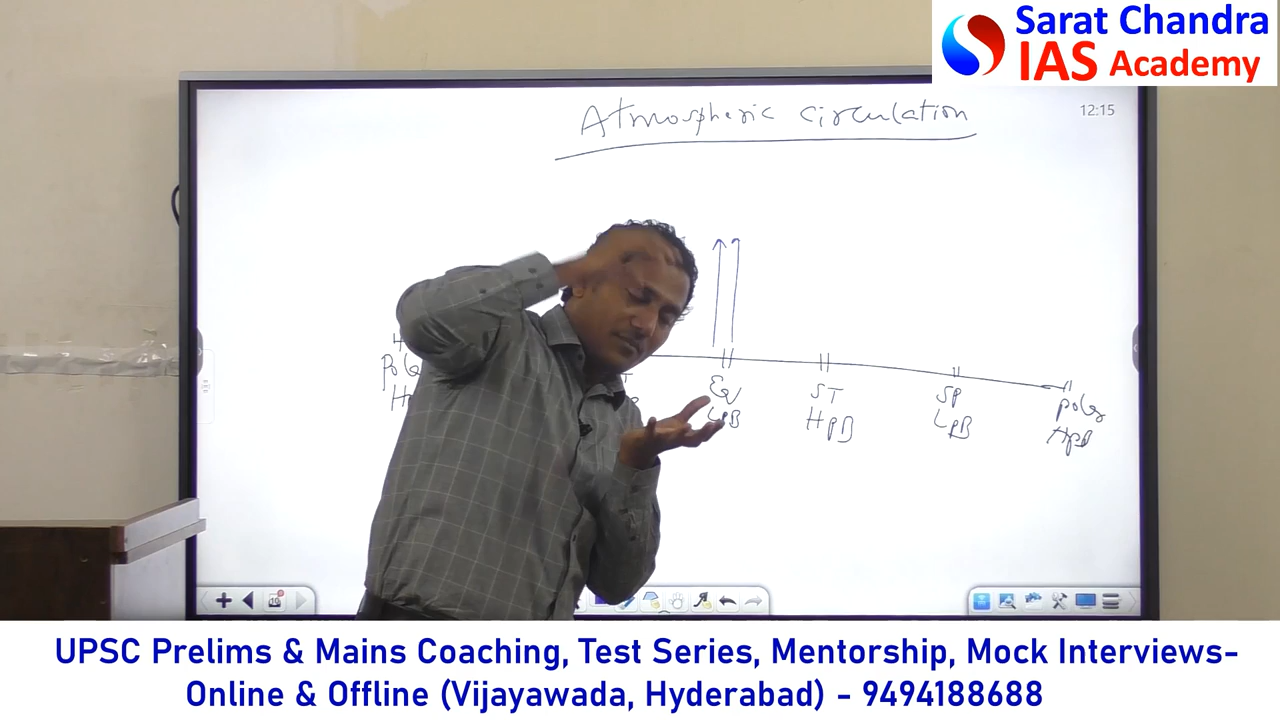 Sarat Chandra
IAS Academy
Atmospheric circulation
12:15
Eq
LPB
ST
HPB
SP
LPB
poles
HPB
UPSC Prelims & Mains Coaching, Test Series, Mentorship, Mock Interviews-
Online & Offline (Vijayawada, Hyderabad) - 9494188688